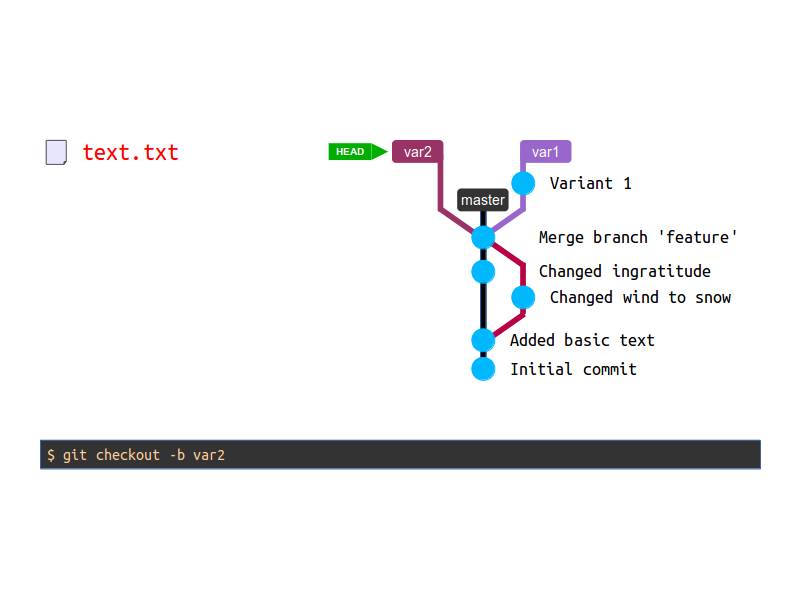 text.txt
HEAD
var2
var1
Variant 1
master
Merge branch 'feature'
Changed ingratitude
Changed wind to snow
Added basic text
Initial commit
$ git checkout -b var2